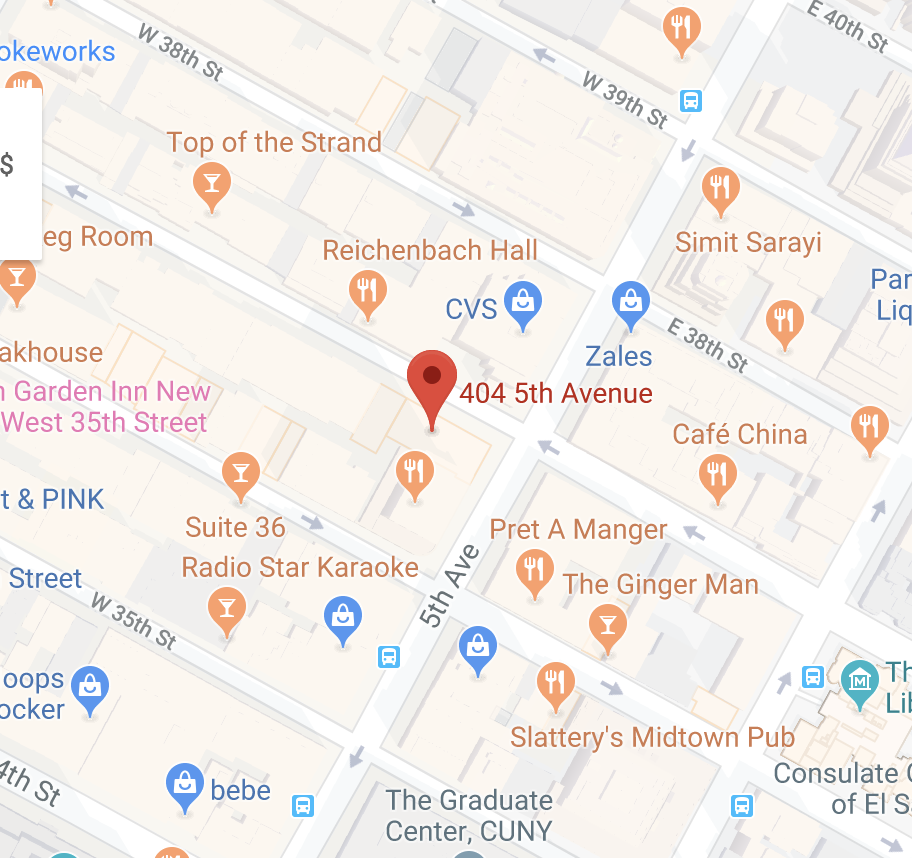 E 40th St
W 38th St
okeworks
W 39th St
$
Top of the Strand
eg Room
Reichenbach Hall
Simit Sarayi
Par
Liq
CVS
E 38th St
Zales
akhouse
404 5th Avenue
n Garden Inn New
West 35th Street
Café China
t & PINK
Suite 36
Pret A Manger
Radio Star Karaoke
Street
5th Ave
The Ginger Man
W 35th St
oops
ocker
Th
Lib
Slattery's Midtown Pub
4th St
bebe
The Graduate
Center, CUNY
Consulate G
of El S